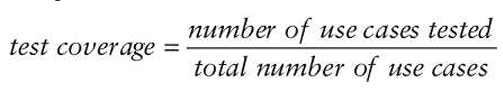 test coverage = number of use cases tested / total number of use cases